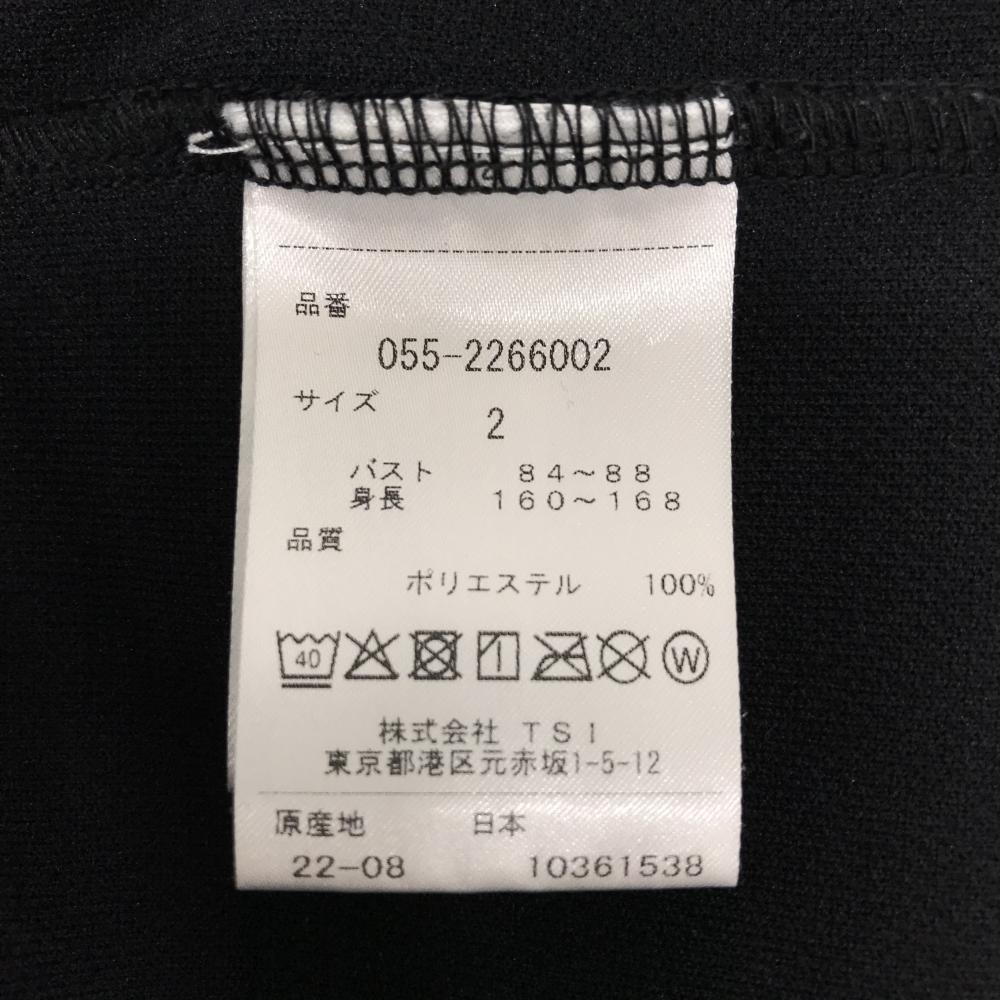 品番
055-2266002
サイズ
2
バスト 84～88
身長 160～168
品質
ポリエステル 100%
40 W
株式会社 TSI
東京都港区元赤坂1-5-12
原産地 日本
22-08 10361538